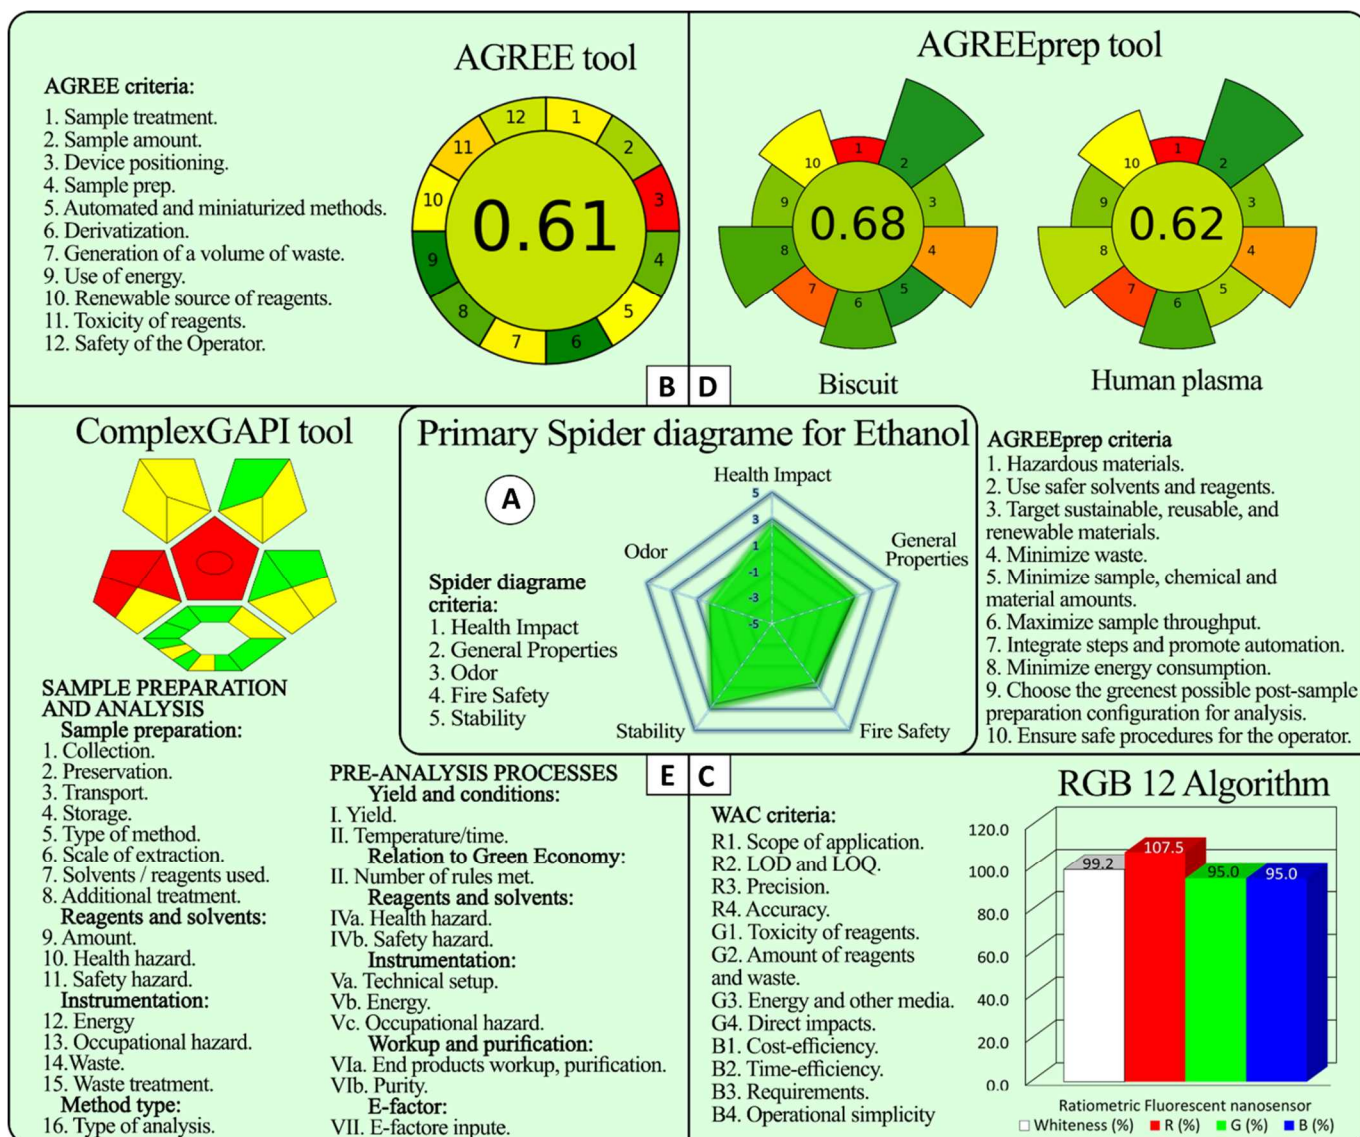 AGREE tool
AGREE criteria:
1. Sample treatment.
2. Sample amount.
3. Device positioning.
4. Sample prep.
5. Automated and miniaturized methods.
6. Derivatization.
7. Generation of a volume of waste.
9. Use of energy.
10. Renewable source of reagents.
11. Toxicity of reagents.
12. Safety of the Operator.
1
2
3
4
5
6
7
8
9
10
11
12
0.61
B
AGREEprep tool
1
2
3
4
5
6
7
8
9
10
0.68
Biscuit
1
2
3
4
5
6
7
8
9
10
0.62
Human plasma
D
AGREEprep criteria
1. Hazardous materials.
2. Use safer solvents and reagents.
3. Target sustainable, reusable, and
renewable materials.
4. Minimize waste.
5. Minimize sample, chemical and
material amounts.
6. Maximize sample throughput.
7. Integrate steps and promote automation.
8. Minimize energy consumption.
9. Choose the greenest possible post-sample
preparation configuration for analysis.
10. Ensure safe procedures for the operator.
Primary Spider diagrame for Ethanol
A
Spider diagrame
criteria:
1. Health Impact
2. General Properties
3. Odor
4. Fire Safety
5. Stability
Health Impact
General
Properties
Fire Safety
Stability
Odor
5
3
1
-1
-3
-5
ComplexGAPI tool
SAMPLE PREPARATION
AND ANALYSIS
Sample preparation:
1. Collection.
2. Preservation.
3. Transport.
4. Storage.
5. Type of method.
6. Scale of extraction.
7. Solvents / reagents used.
8. Additional treatment.
Reagents and solvents:
9. Amount.
10. Health hazard.
11. Safety hazard.
Instrumentation:
12. Energy
13. Occupational hazard.
14.Waste.
15. Waste treatment.
Method type:
16. Type of analysis.
PRE-ANALYSIS PROCESSES
Yield and conditions:
I. Yield.
II. Temperature/time.
Relation to Green Economy:
II. Number of rules met.
Reagents and solvents:
IVa. Health hazard.
IVb. Safety hazard.
Instrumentation:
Va. Technical setup.
Vb. Energy.
Vc. Occupational hazard.
Workup and purification:
VIa. End products workup, purification.
VIb. Purity.
E-factor:
VII. E-factore inpute.
E
C
RGB 12 Algorithm
WAC criteria:
R1. Scope of application.
R2. LOD and LOQ.
R3. Precision.
R4. Accuracy.
G1. Toxicity of reagents.
G2. Amount of reagents
and waste.
G3. Energy and other media.
G4. Direct impacts.
B1. Cost-efficiency.
B2. Time-efficiency.
B3. Requirements.
B4. Operational simplicity
120.0
100.0
80.0
60.0
40.0
20.0
0.0
99.2
107.5
95.0
95.0
Ratiometric Fluorescent nanosensor
Whiteness (%) R (%) G (%) B (%)